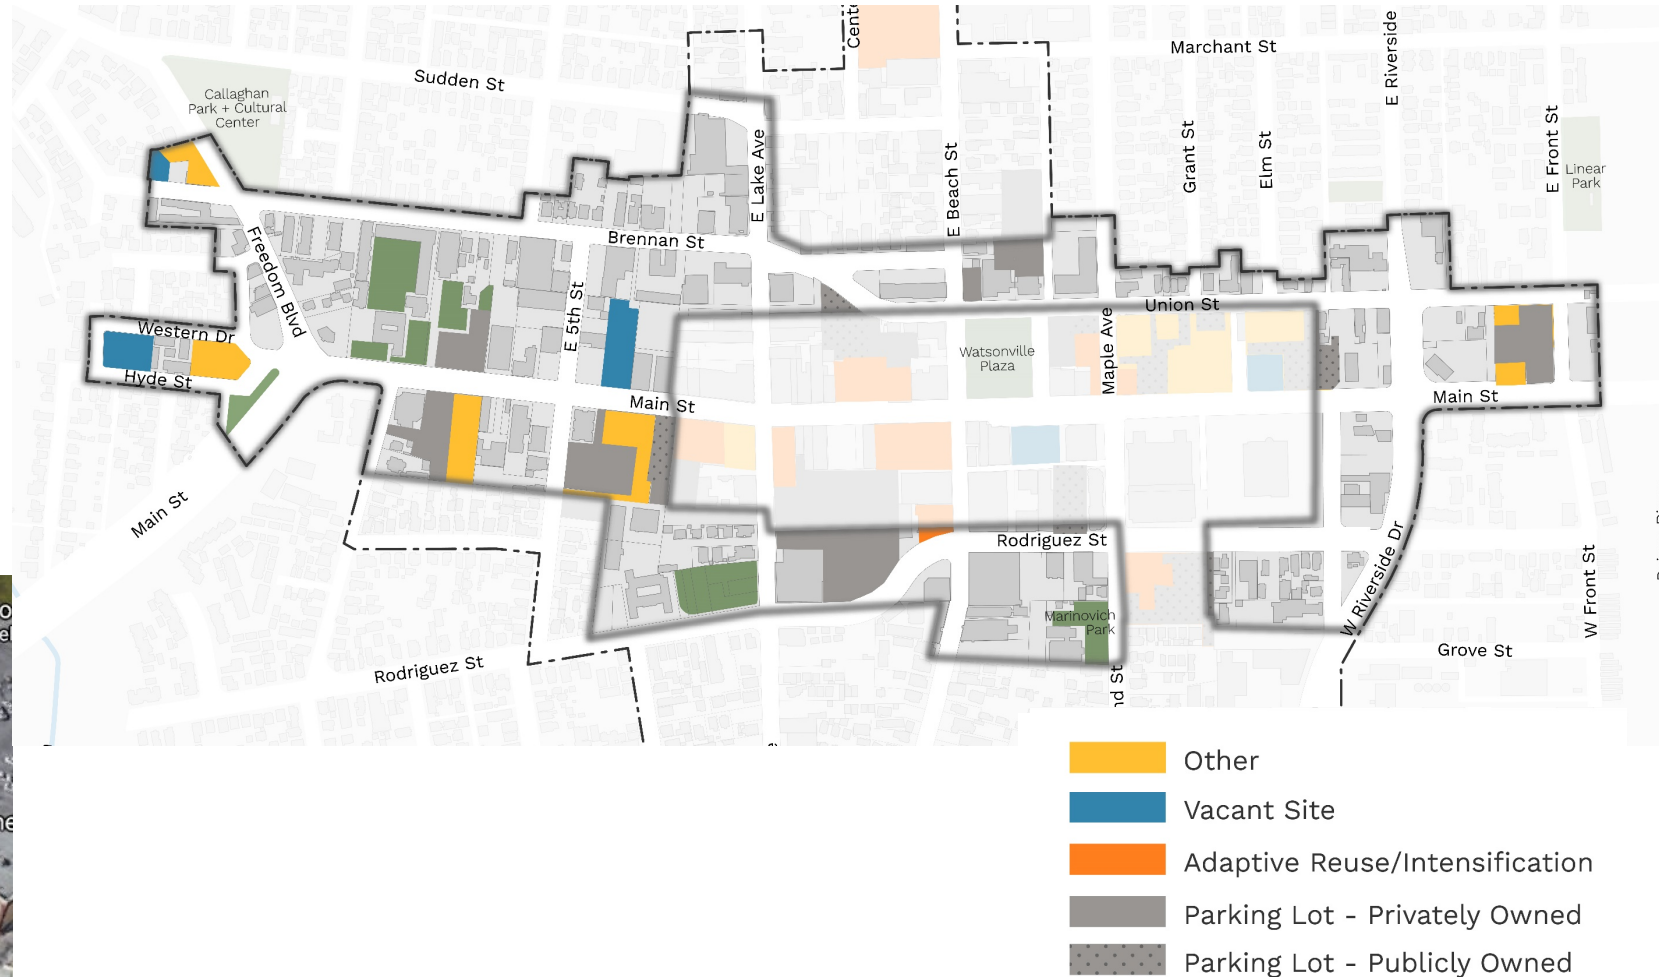 Marchant St
E Riverside
Sudden St
Callaghan
Park + Cultural
Center
E Front St
Grant St
Elm St
E Lake Ave
E Beach St
Linear
Park
Brennan St
Freedom Blvd
E 5th St
Union St
Western Dr
Maple Ave
Watsonville
Plaza
Hyde St
Main St
Main St
Main St
Rodriguez St
W Riverside Dr
W Front St
Marinovich
Park
Grove St
Rodriguez St
nd St
Other
Vacant Site
Adaptive Reuse/Intensification
Parking Lot - Privately Owned
Parking Lot - Publicly Owned